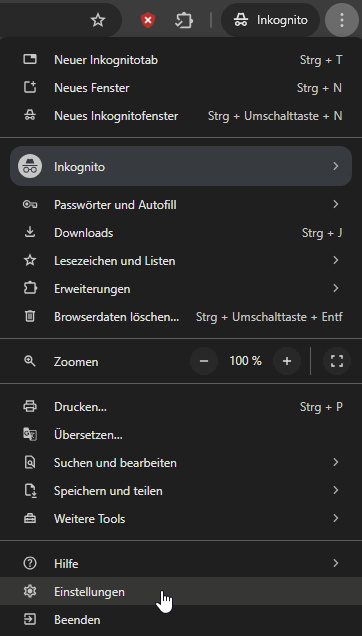 Inkognito
Neuer Inkognitotab Strg + T
Neues Fenster Strg + N
Neues Inkognitofenster Strg + Umschalttaste + N
Inkognito
Passwörter und Autofill
Downloads Strg + J
Lesezeichen und Listen
Erweiterungen
Browserdaten löschen... Strg + Umschalttaste + Entf
Zoomen 100 %
Drucken... Strg + P
Übersetzen...
Suchen und bearbeiten
Speichern und teilen
Weitere Tools
Hilfe
Einstellungen
Beenden